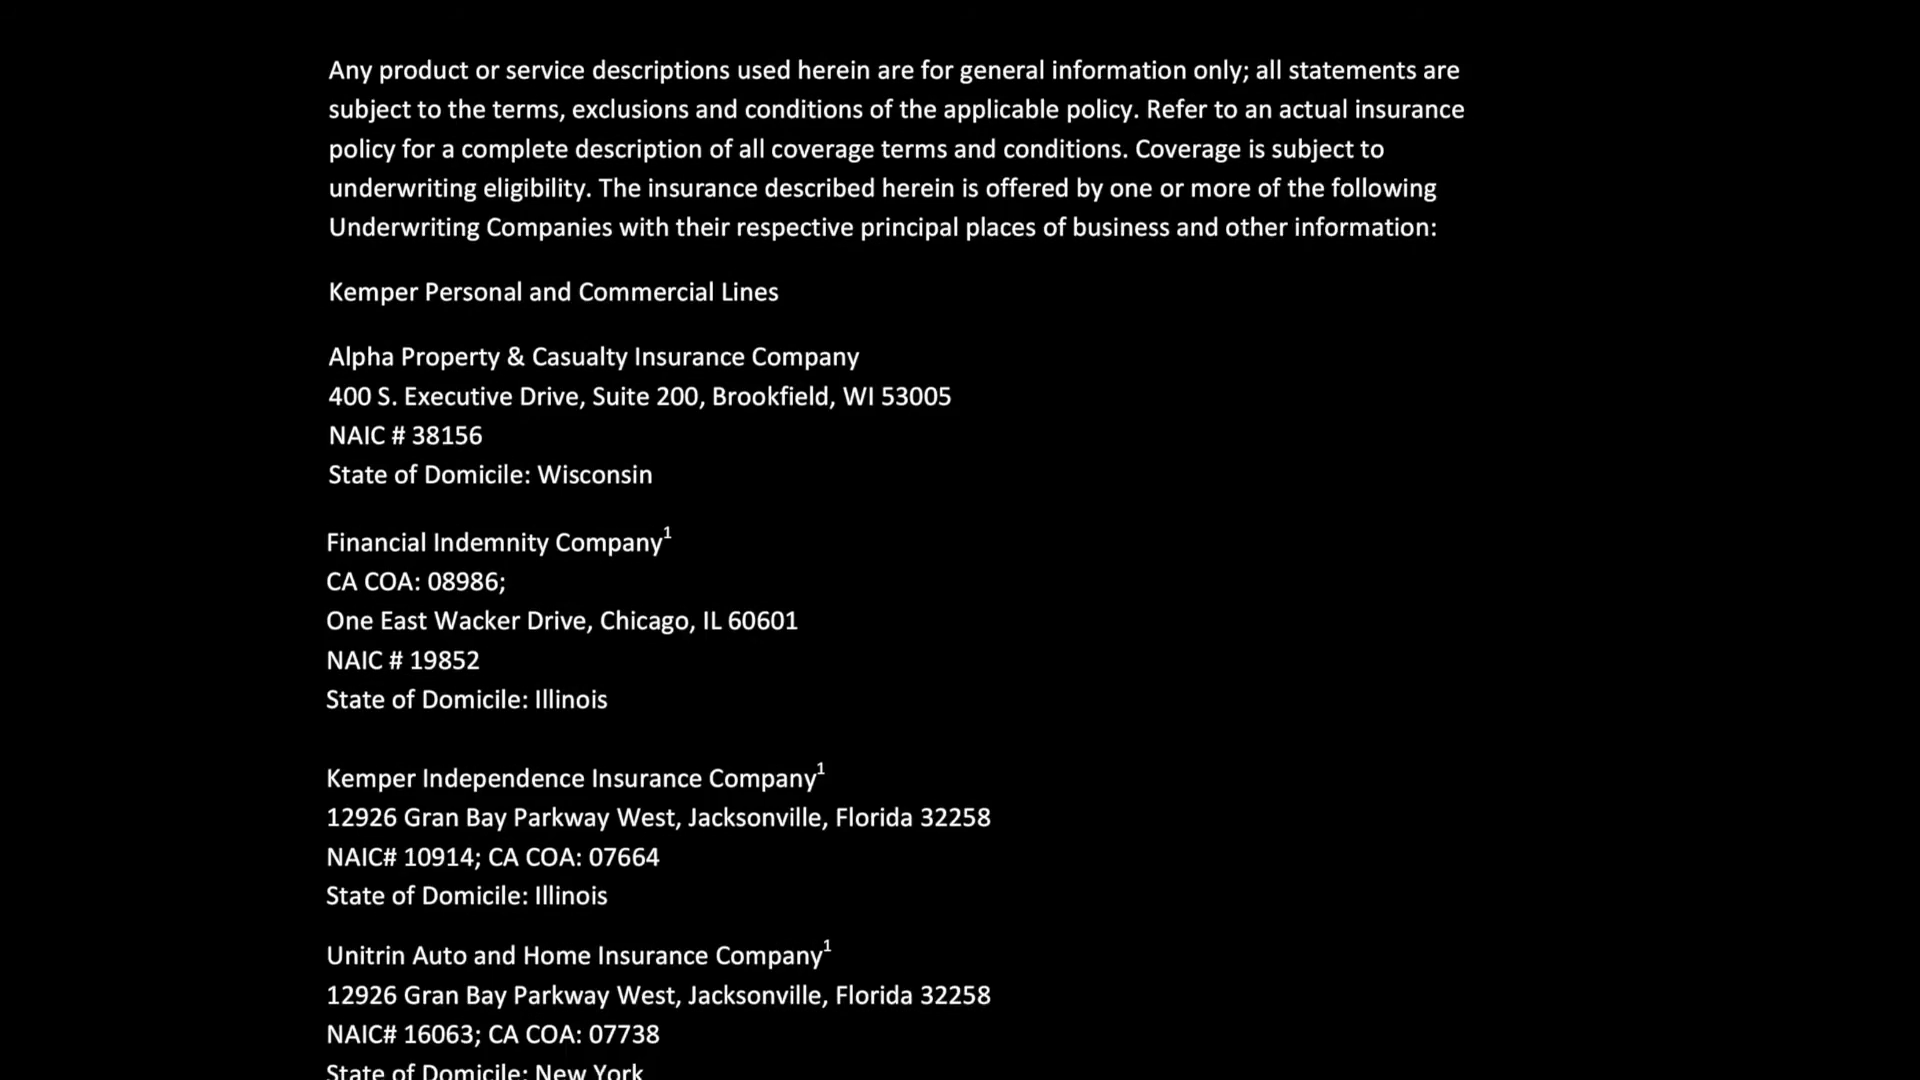 Any product or service descriptions used herein are for general information only; all statements are
subject to the terms, exclusions and conditions of the applicable policy. Refer to an actual insurance
policy for a complete description of all coverage terms and conditions. Coverage is subject to
underwriting eligibility. The insurance described herein is offered by one or more of the following
Underwriting Companies with their respective principal places of business and other information:
Kemper Personal and Commercial Lines
Alpha Property & Casualty Insurance Company
400 S. Executive Drive, Suite 200, Brookfield, WI 53005
NAIC # 38156
State of Domicile: Wisconsin
Financial Indemnity Company¹
CA COA: 08986;
One East Wacker Drive, Chicago, IL 60601
NAIC # 19852
State of Domicile: Illinois
Kemper Independence Insurance Company¹
12926 Gran Bay Parkway West, Jacksonville, Florida 32258
NAIC# 10914; CA COA: 07664
State of Domicile: Illinois
Unitrin Auto and Home Insurance Company¹
12926 Gran Bay Parkway West, Jacksonville, Florida 32258
NAIC# 16063; CA COA: 07738
State of Domicile: New York